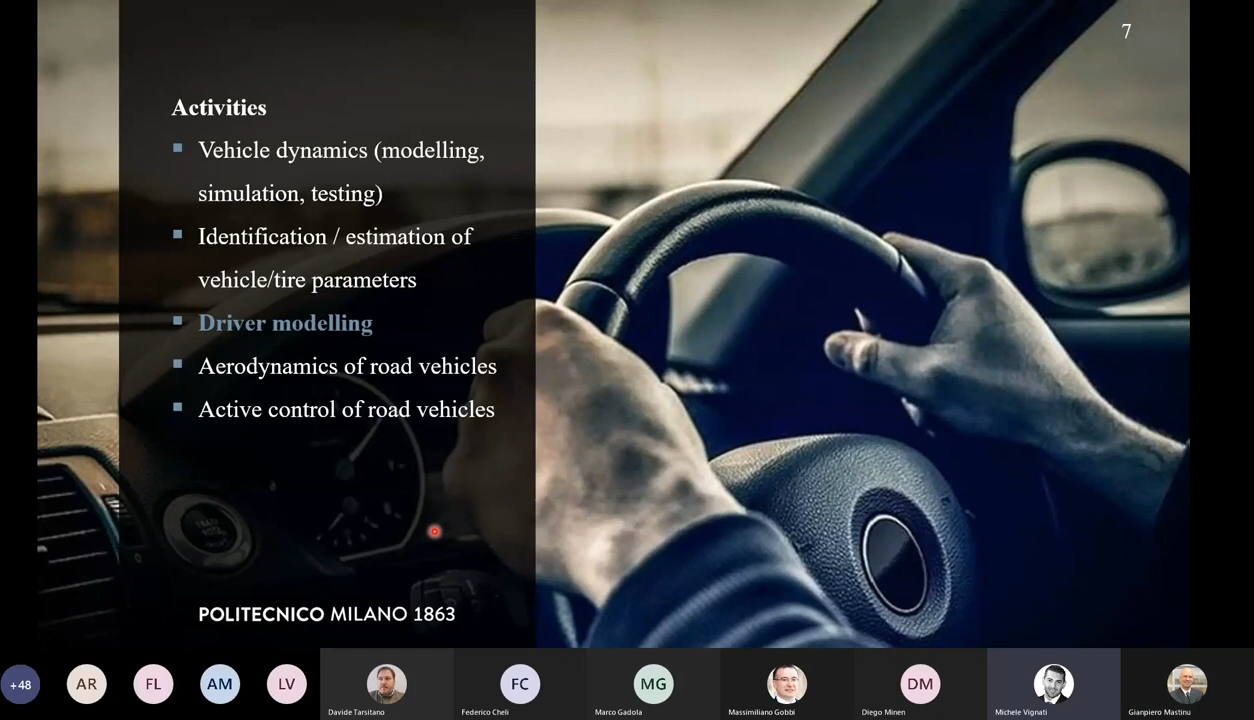 7
Activities
Vehicle dynamics (modelling,
simulation, testing)
Identification / estimation of
vehicle/tire parameters
Driver modelling
Aerodynamics of road vehicles
Active control of road vehicles
POLITECNICO MILANO 1863
+48
AR
FL
AM
LV
FC
MG
DM
Davide Tarsitano
Federico Cheli
Marco Gadola
Massimiliano Gobbi
Diego Minen
Michele Vignati
Gianpiero Mastinu